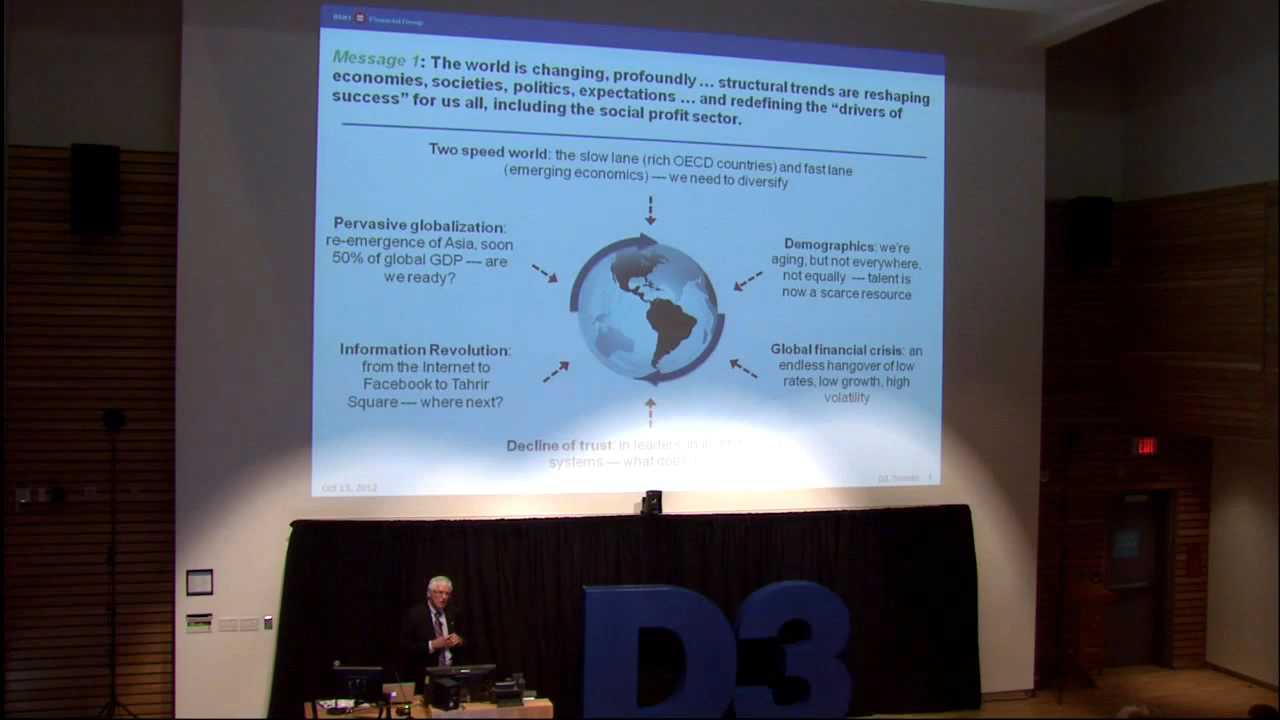 BMO Financial Group
Message 1: The world is changing, profoundly ... structural trends are reshaping
economies, societies, politics, expectations ... and redefining the "drivers of
success" for us all, including the social profit sector.
Two speed world: the slow lane (rich OECD countries) and fast lane
(emerging economics) — we need to diversify
Pervasive globalization:
re-emergence of Asia, soon
50% of global GDP — are
we ready?
Demographics: we're
aging, but not everywhere,
not equally — talent is
now a scarce resource
Information Revolution:
from the Internet to
Facebook to Tahrir
Square — where next?
Global financial crisis: an
endless hangover of low
rates, low growth, high
volatility
Decline of trust: in leaders, in
systems — what does
Oct 15, 2012
D3, Toronto 1
D3